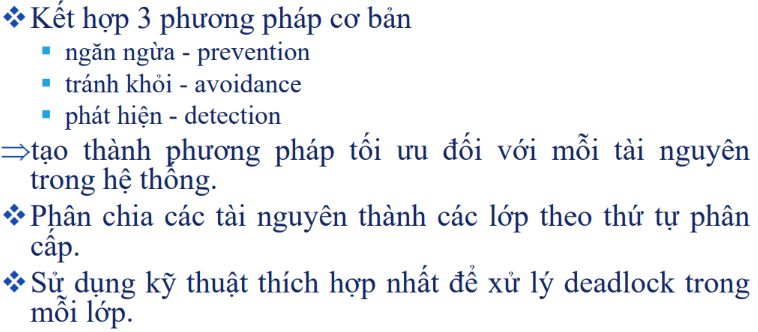 ❖Kết hợp 3 phương pháp cơ bản
▪ ngăn ngừa - prevention
▪ tránh khỏi - avoidance
▪ phát hiện - detection
⇒tạo thành phương pháp tối ưu đối với mỗi tài nguyên
trong hệ thống.
❖Phân chia các tài nguyên thành các lớp theo thứ tự phân
cấp.
❖Sử dụng kỹ thuật thích hợp nhất để xử lý deadlock trong
mỗi lớp.